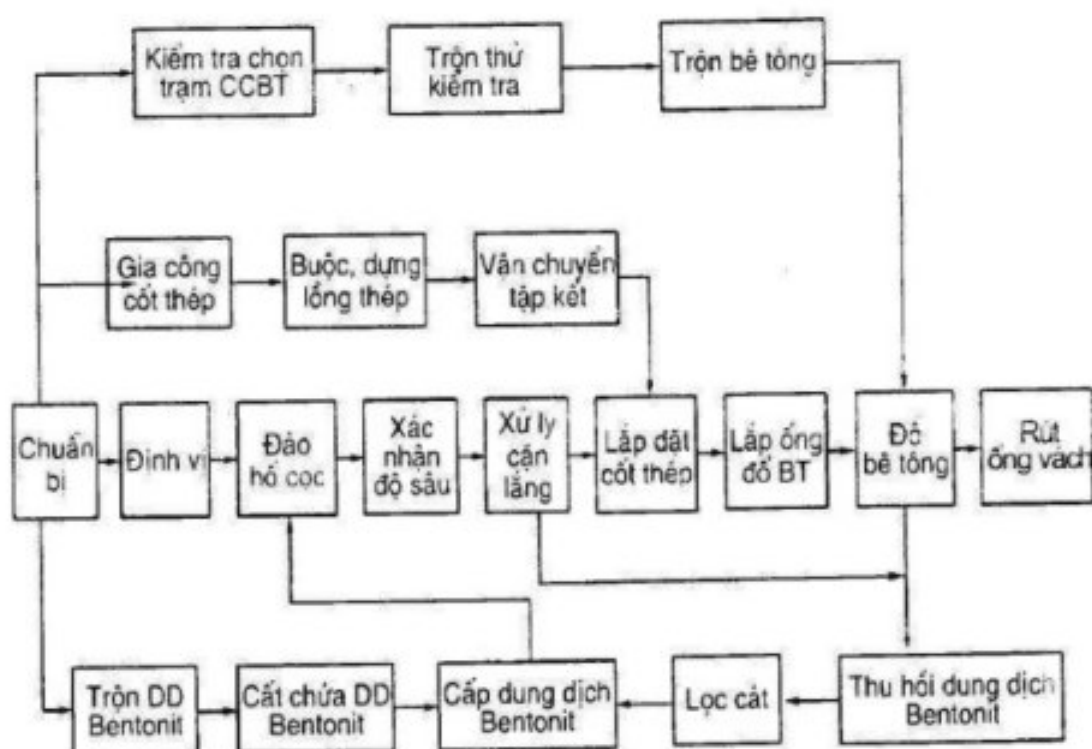 Kiểm tra chọn
trạm CCBT
Trộn thử
kiểm tra
Trộn bê tông
Gia công
cốt thép
Buộc, dựng
lồng thép
Vận chuyển
tập kết
Chuẩn
bị
Định vị
Đào
hố cọc
Xác
nhận
độ sâu
Xử lý
cặn
lắng
Lắp đặt
cốt thép
Lắp ống
đổ BT
Đổ
bê tông
Rút
ống vách
Trộn DD
Bentonit
Cất chứa DD
Bentonit
Cấp dung dịch
Bentonit
Lọc cát
Thu hồi dung dịch
Bentonit